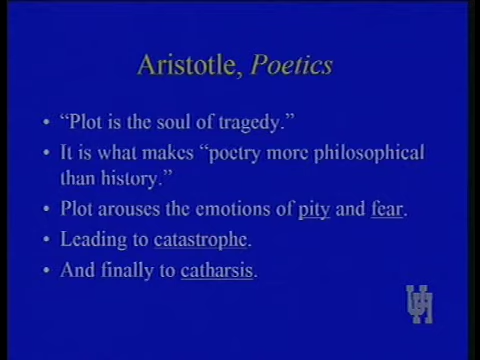 Aristotle, Poetics
• “Plot is the soul of tragedy.”
• It is what makes “poetry more philosophical
than history.”
• Plot arouses the emotions of pity and fear.
• Leading to catastrophe.
• And finally to catharsis.
UH